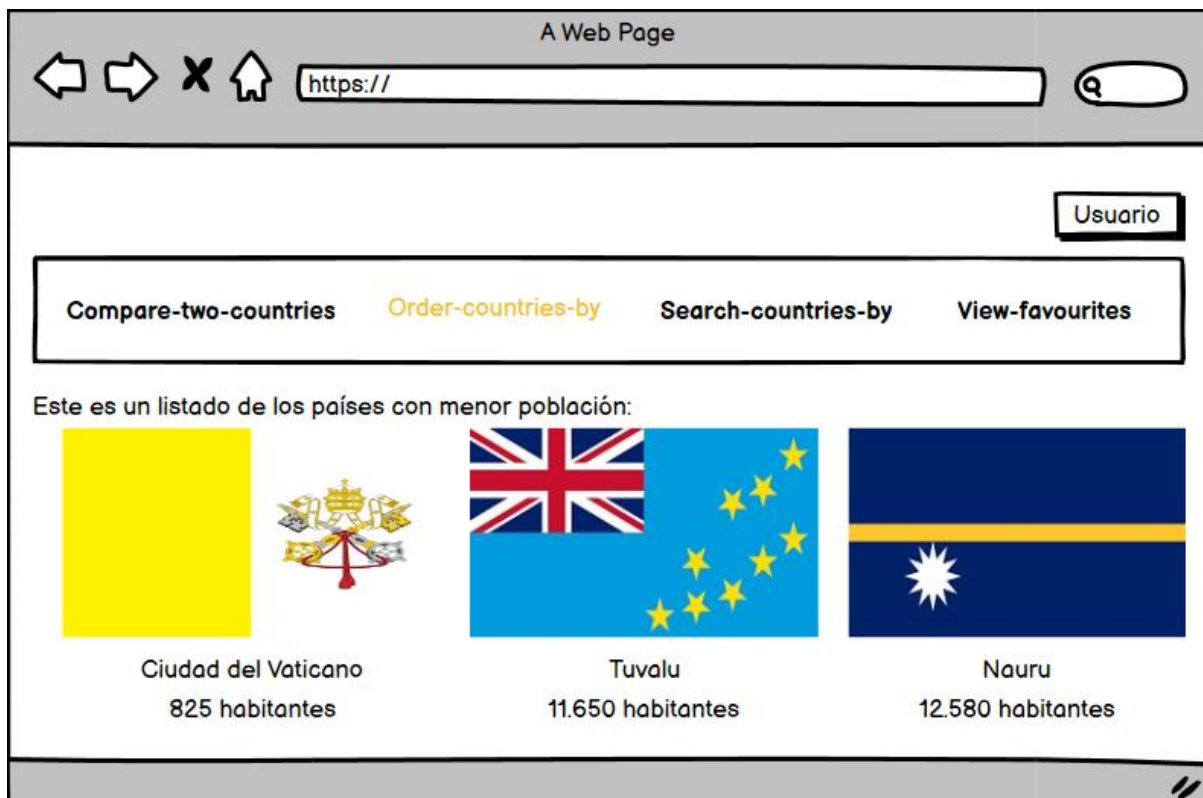 A Web Page
https://
Usuario
Compare-two-countries Order-countries-by Search-countries-by View-favourites
Este es un listado de los países con menor población:
Ciudad del Vaticano Tuvalu Nauru
825 habitantes 11.650 habitantes 12.580 habitantes